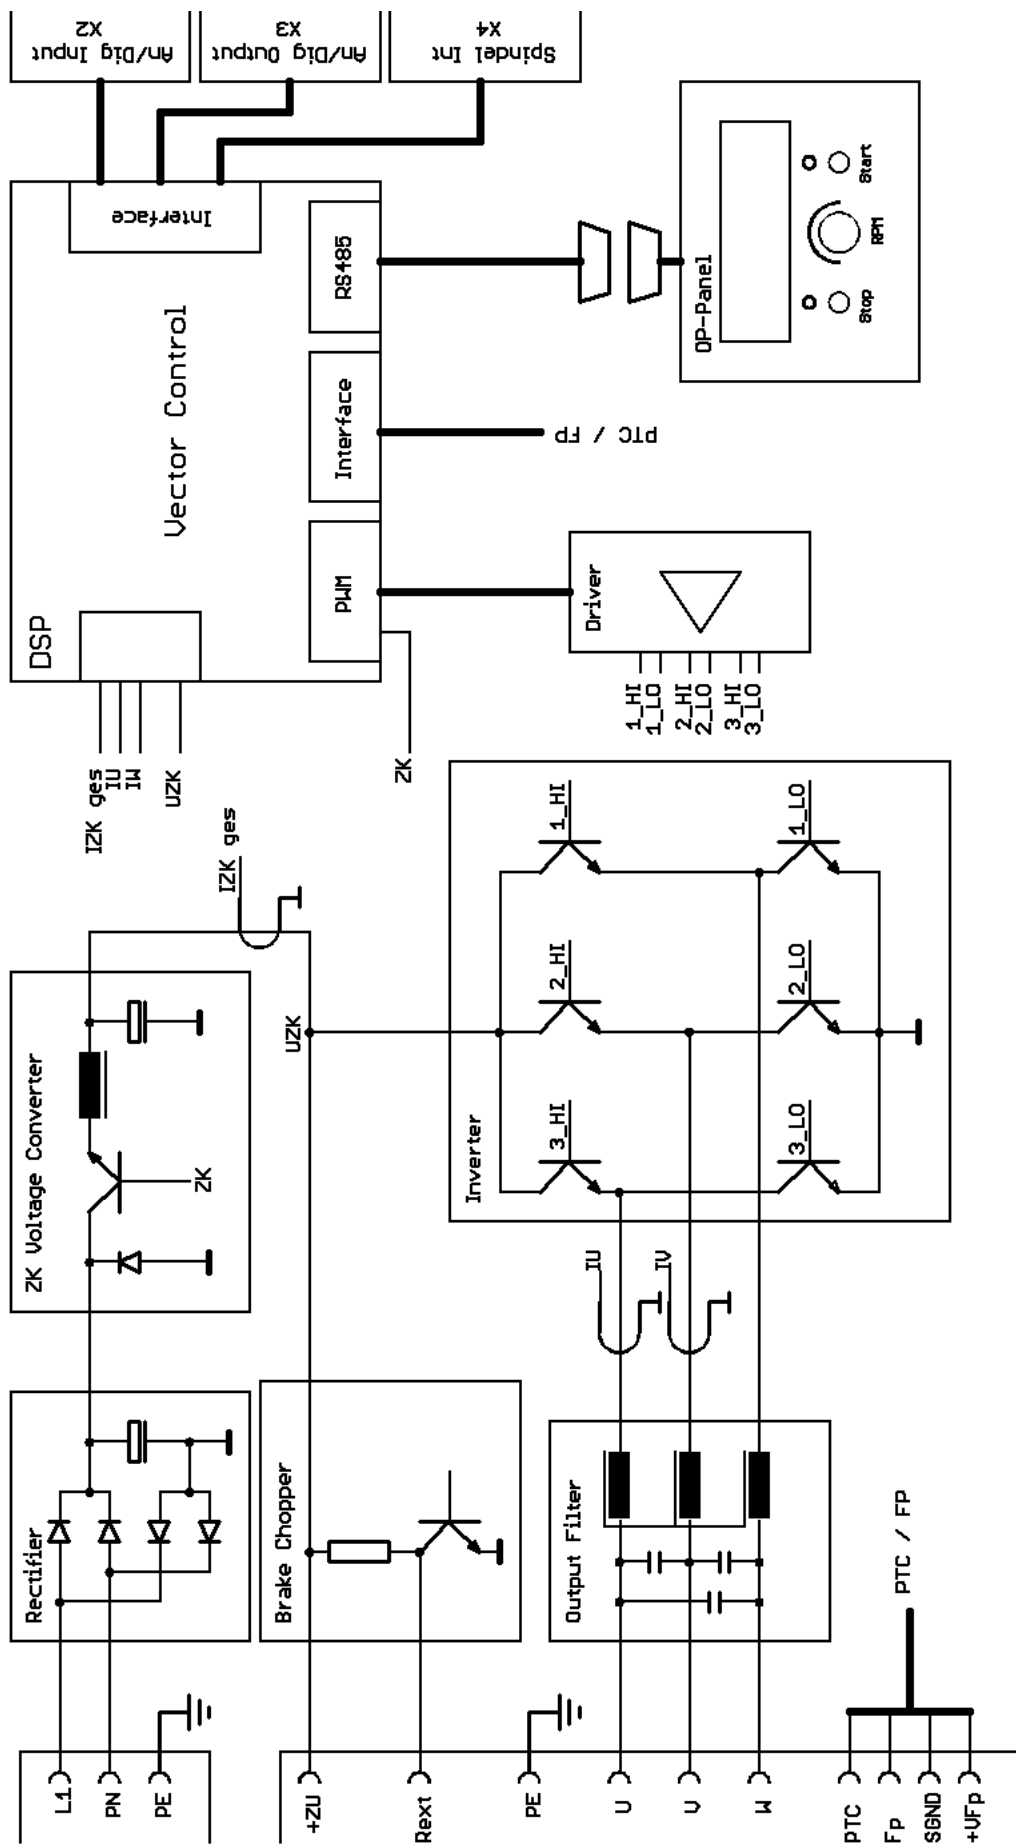 An/Dig Input
X2
An/Dig Output
X3
Spindel Int
X4
Interface
RS485
OP-Panel
Start
RPM
Stop
Vector Control
Interface
PTC / FP
DSP
PWM
Driver
1_HI
1_LO
2_HI
2_LO
3_HI
3_LO
IZK ges
IU
IW
UZK
ZK
IZK ges
ZK Voltage Converter
ZK
UZK
Inverter
1_HI
1_LO
2_HI
2_LO
3_HI
3_LO
IU
IV
Rectifier
Brake Chopper
Output Filter
PTC / FP
L1
PN
PE
+ZU
Rext
PE
U
V
W
PTC
Fp
SGND
+VFp